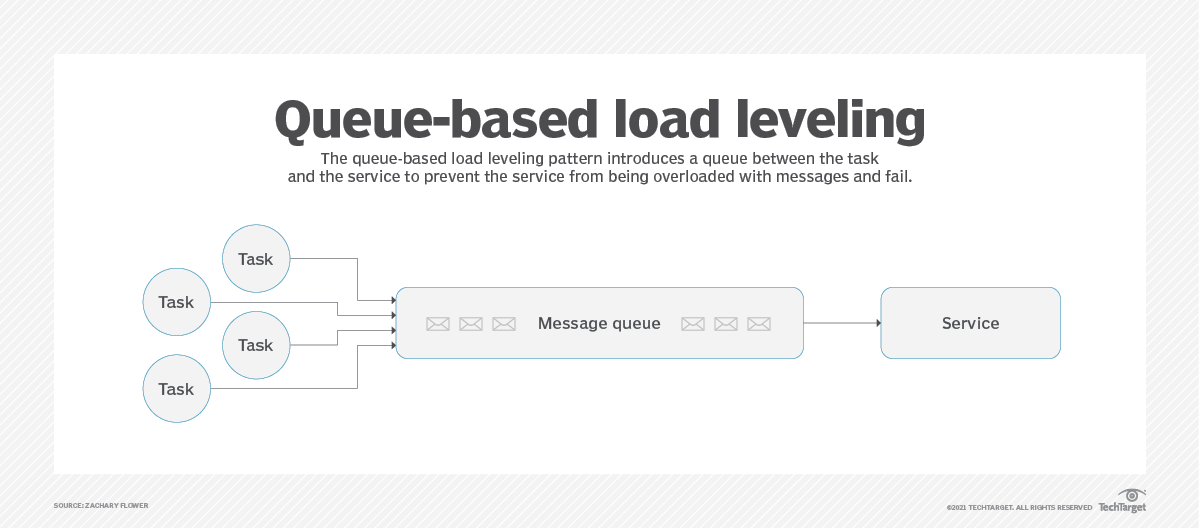 Queue-based load leveling
The queue-based load leveling pattern introduces a queue between the task
and the service to prevent the service from being overloaded with messages and fail.
Task
Task
Task
Task
Message queue
Service
SOURCE: ZACHARY FLOWER
©2021 TECHTARGET. ALL RIGHTS RESERVED
TechTarget